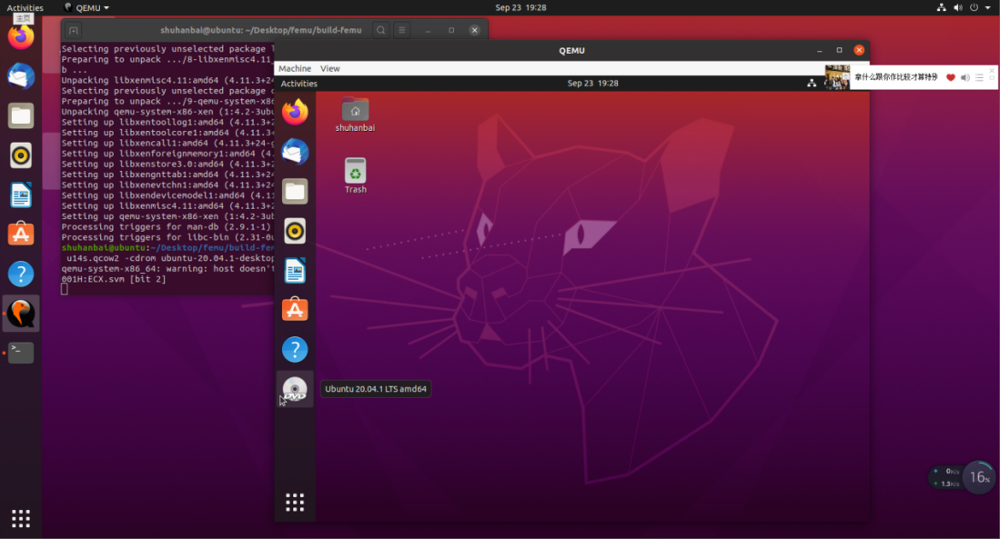 Activities
QEMU
Sep 23 19:28
主页
shuhanbai@ubuntu: ~/Desktop/femu/build-femu
Selecting previously unselected package l
Preparing to unpack .../8-libxenmisc4.11_
b ...
Unpacking libxenmisc4.11:amd64 (4.11.3+24
Selecting previously unselected package q
Preparing to unpack .../9-qemu-system-x86
Unpacking qemu-system-x86-xen (1:4.2-3ubu
Setting up libxentoollog1:amd64 (4.11.3+2
Setting up libxentoolcore1:amd64 (4.11.3+
Setting up libxencall1:amd64 (4.11.3+24-g
Setting up libxenforeignmemory1:amd64 (4.
Setting up libxenstore3.0:amd64 (4.11.3+2
Setting up libxengnttab1:amd64 (4.11.3+24
Setting up libxenevtchn1:amd64 (4.11.3+24
Setting up libxendevicemodel1:amd64 (4.11
Setting up libxenmisc4.11:amd64 (4.11.3+2
Setting up qemu-system-x86-xen (1:4.2-3ub
Processing triggers for man-db (2.9.1-1)
Processing triggers for libc-bin (2.31-0u
shuhanbai@ubuntu:~/Desktop/femu/build-fem
u14s.qcow2 -cdrom ubuntu-20.04.1-desktop
qemu-system-x86_64: warning: host doesn't
001H:ECX.svm [bit 2]
QEMU
Machine View
Activities
Sep 23 19:28
拿什么跟你作比较才算特别
shuhanbai
Trash
DVD
Ubuntu 20.04.1 LTS amd64
0K/s
1.3K/s
16%